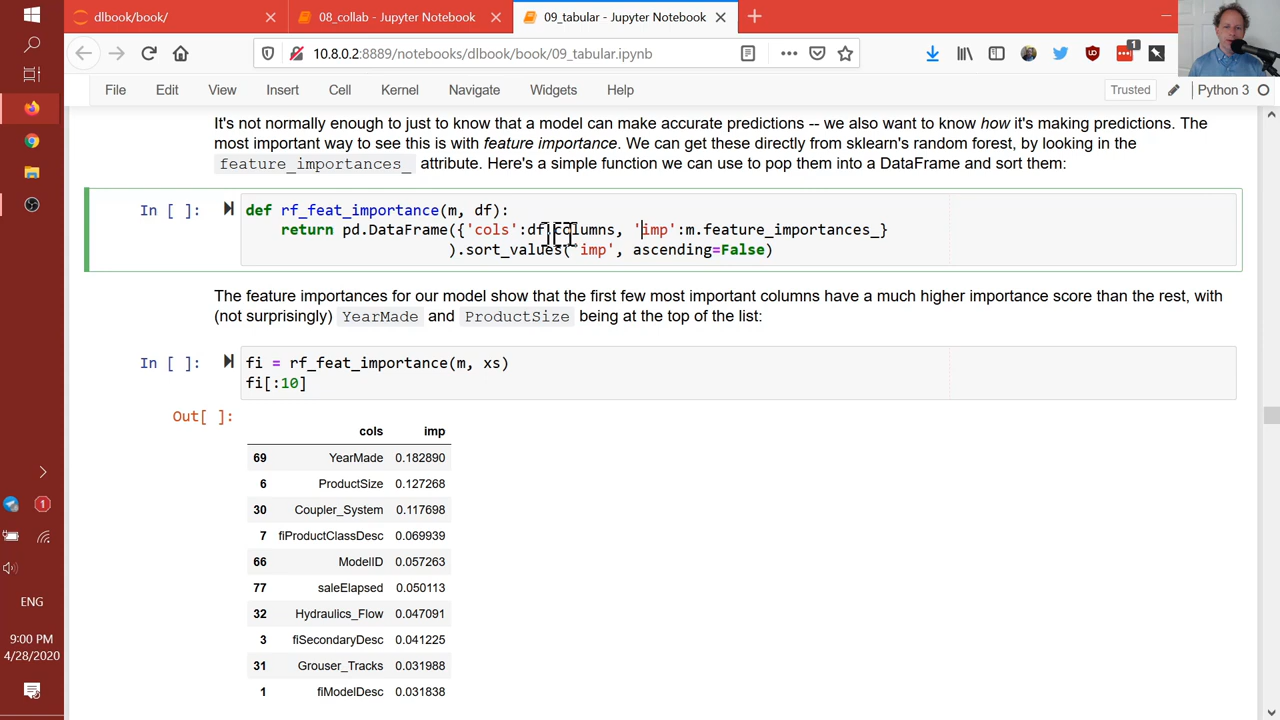 dlbook/book/
08_collab - Jupyter Notebook
09_tabular - Jupyter Notebook
10.8.0.2:8889/notebooks/dlbook/book/09_tabular.ipynb
1
File Edit View Insert Cell Kernel Navigate Widgets Help Trusted Python 3
It's not normally enough to just to know that a model can make accurate predictions -- we also want to know how it's making predictions. The
most important way to see this is with feature importance. We can get these directly from sklearn's random forest, by looking in the
feature_importances_ attribute. Here's a simple function we can use to pop them into a DataFrame and sort them:
In [ ]: def rf_feat_importance(m, df):
return pd.DataFrame({'cols':df.columns, 'imp':m.feature_importances_}
).sort_values('imp', ascending=False)
The feature importances for our model show that the first few most important columns have a much higher importance score than the rest, with
(not surprisingly) YearMade and ProductSize being at the top of the list:
In [ ]: fi = rf_feat_importance(m, xs)
fi[:10]
Out[ ]:
cols imp
69 YearMade 0.182890
6 ProductSize 0.127268
30 Coupler_System 0.117698
7 fiProductClassDesc 0.069939
66 ModelID 0.057263
77 saleElapsed 0.050113
32 Hydraulics_Flow 0.047091
3 fiSecondaryDesc 0.041225
31 Grouser_Tracks 0.031988
1 fiModelDesc 0.031838
1
ENG
9:00 PM
4/28/2020